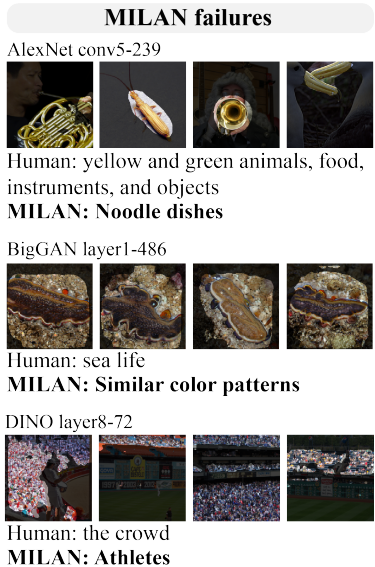 MILAN failures
AlexNet conv5-239
Human: yellow and green animals, food,
instruments, and objects
MILAN: Noodle dishes
BigGAN layer1-486
Human: sea life
MILAN: Similar color patterns
DINO layer8-72
Human: the crowd
MILAN: Athletes